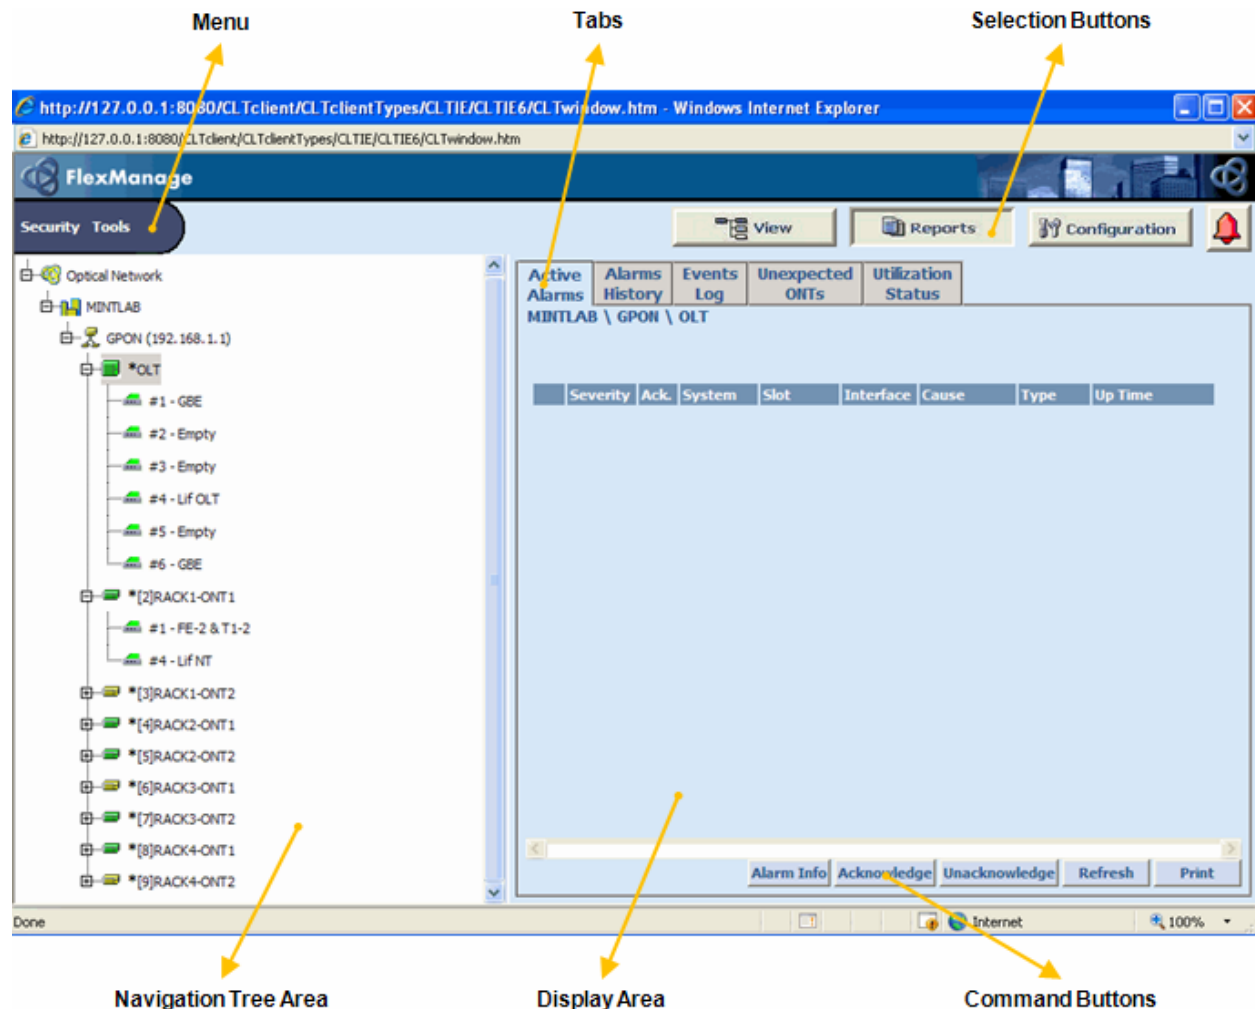 Menu
Tabs
Selection Buttons
http://127.0.0.1:8080/CLTclient/CLTclientTypes/CLTIE/CLTIE6/CLTwindow.htm - Windows Internet Explorer
http://127.0.0.1:8080/CLTclient/CLTclientTypes/CLTIE/CLTIE6/CLTwindow.htm
FlexManage
Security Tools
View
Reports
Configuration
Optical Network
MINTLAB
GPON (192.168.1.1)
*OLT
#1 - GBE
#2 - Empty
#3 - Empty
#4 - Lif OLT
#5 - Empty
#6 - GBE
*[2]RACK1-ONT1
#1 - FE-2 & T1-2
#4 - Lif NT
*[3]RACK1-ONT2
*[4]RACK2-ONT1
*[5]RACK2-ONT2
*[6]RACK3-ONT1
*[7]RACK3-ONT2
*[8]RACK4-ONT1
*[9]RACK4-ONT2
Active Alarms
Alarms History
Events Log
Unexpected ONTs
Utilization Status
MINTLAB \ GPON \ OLT
Severity Ack. System Slot Interface Cause Type Up Time
Alarm Info Acknowledge Unacknowledge Refresh Print
Done
Internet
100%
Navigation Tree Area
Display Area
Command Buttons